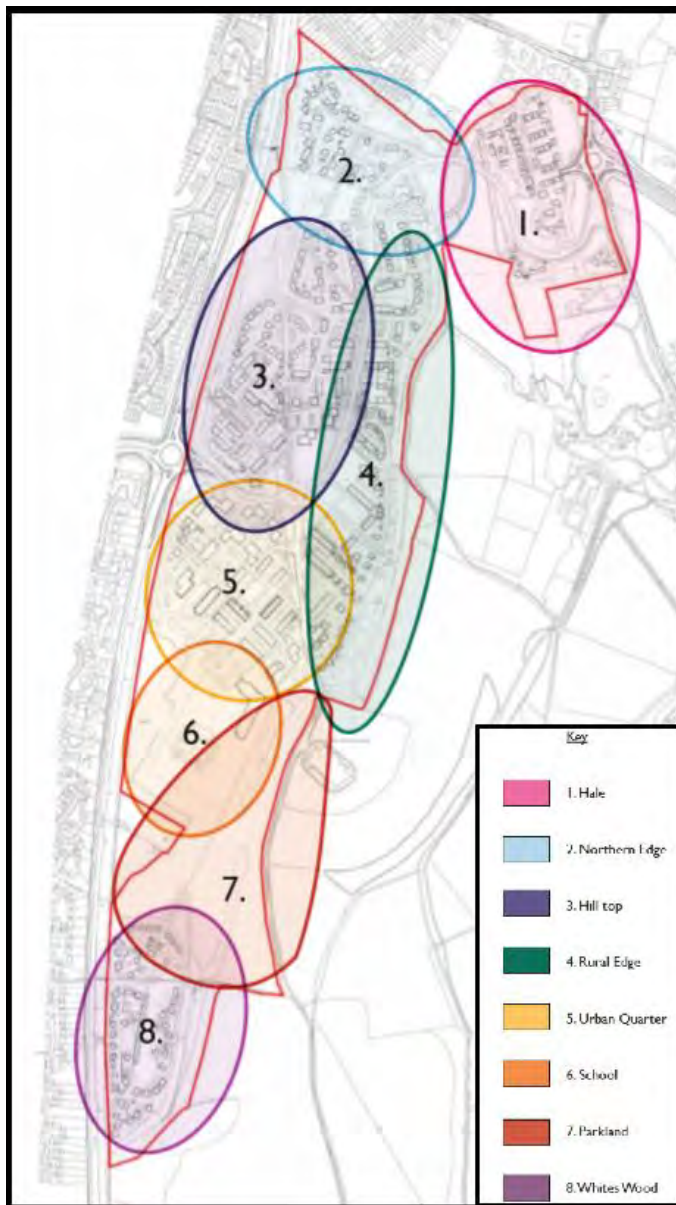 1.
2.
3.
4.
5.
6.
7.
8.
Key
1. Hale
2. Northern Edge
3. Hill top
4. Rural Edge
5. Urban Quarter
6. School
7. Parkland
8. Whites Wood